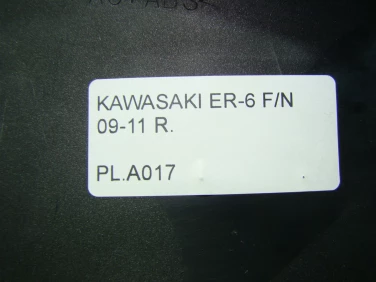 KAWASAKI ER-6 F/N
09-11 R.
PL.A017